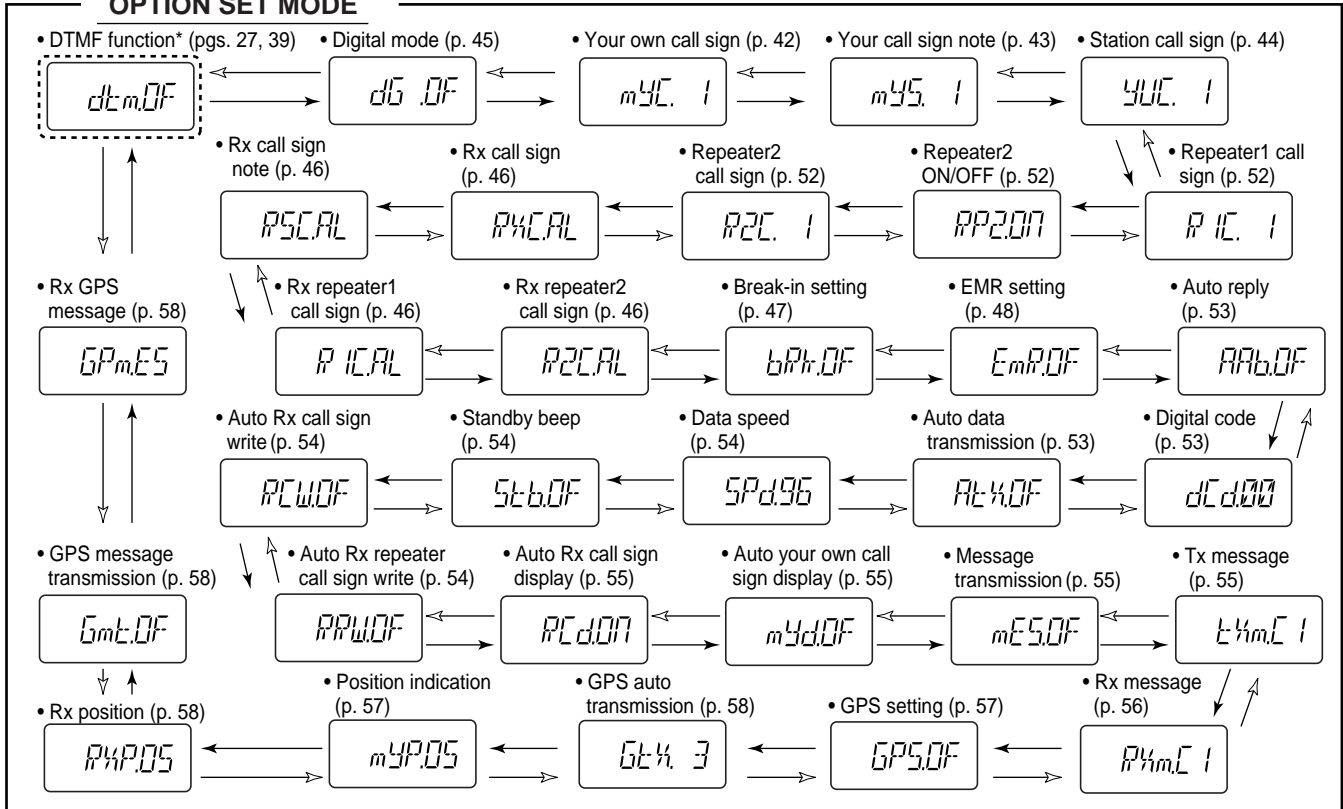 OPTION SET MODE
• DTMF function* (pgs. 27, 39)
• Digital mode (p. 45)
• Your own call sign (p. 42)
• Your call sign note (p. 43)
• Station call sign (p. 44)
dtm.OF
dG .OF
mYC. 1
mYS. 1
YUC. 1
• Rx call sign
note (p. 46)
• Rx call sign
(p. 46)
• Repeater2
call sign (p. 52)
• Repeater2
ON/OFF (p. 52)
• Repeater1 call
sign (p. 52)
RSC.AL
RXC.AL
R2C. 1
RP2.ON
R1C. 1
• Rx GPS
message (p. 58)
• Rx repeater1
call sign (p. 46)
• Rx repeater2
call sign (p. 46)
• Break-in setting
(p. 47)
• EMR setting
(p. 48)
• Auto reply
(p. 53)
GPm.ES
R1C.AL
R2C.AL
bRk.OF
EmR.OF
AAb.OF
• Auto Rx call sign
write (p. 54)
• Standby beep
(p. 54)
• Data speed
(p. 54)
• Auto data
transmission (p. 53)
• Digital code
(p. 53)
RCW.OF
Stb.OF
SPd.96
AtX.OF
dCd.00
• GPS message
transmission (p. 58)
• Auto Rx repeater
call sign write (p. 54)
• Auto Rx call sign
display (p. 55)
• Auto your own call
sign display (p. 55)
• Message
transmission (p. 55)
• Tx message
(p. 55)
Gmt.OF
RRW.OF
RCd.ON
mYd.OF
mES.OF
tXm.C1
• Rx position (p. 58)
• Position indication
(p. 57)
• GPS auto
transmission (p. 58)
• GPS setting (p. 57)
• Rx message
(p. 56)
RXP.OS
mYP.OS
GtX. 3
GPS.OF
RXm.C1